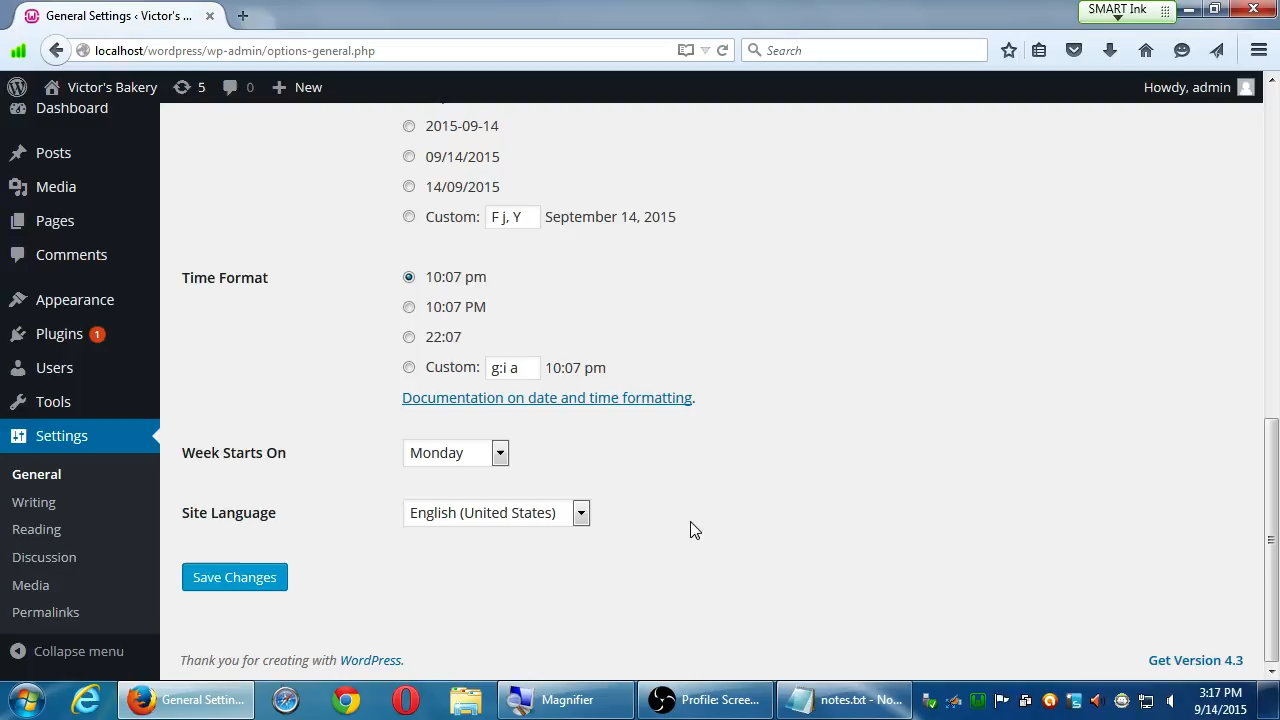 General Settings ‹ Victor's ...
SMART Ink
localhost/wordpress/wp-admin/options-general.php
Search
Victor's Bakery
5
0
New
Howdy, admin
Dashboard
Posts
Media
Pages
Comments
Appearance
Plugins 1
Users
Tools
Settings
General
Writing
Reading
Discussion
Media
Permalinks
Collapse menu
2015-09-14
09/14/2015
14/09/2015
Custom: F j, Y September 14, 2015
Time Format
10:07 pm
10:07 PM
22:07
Custom: g:i a 10:07 pm
Documentation on date and time formatting.
Week Starts On Monday
Site Language English (United States)
Save Changes
Thank you for creating with WordPress.
Get Version 4.3
General Settin...
Magnifier
Profile: Scree...
notes.txt - No...
3:17 PM
9/14/2015